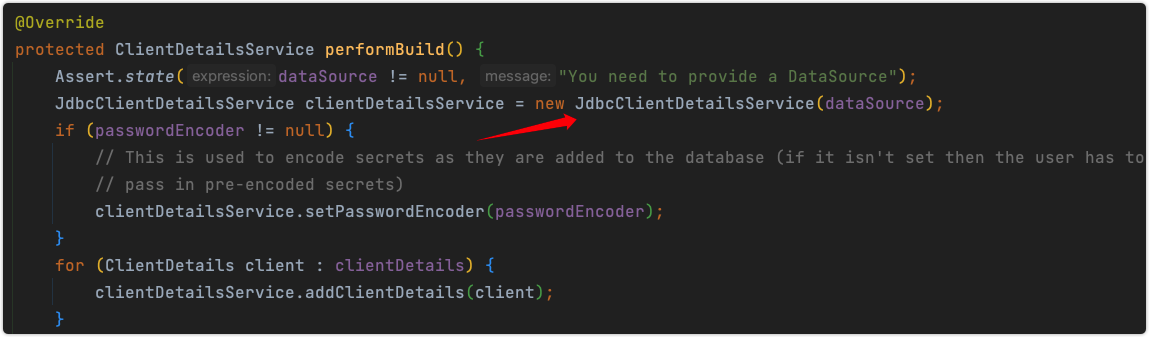 @Override
protected ClientDetailsService performBuild() {
    Assert.state( expression: dataSource != null,  message: "You need to provide a DataSource");
    JdbcClientDetailsService clientDetailsService = new JdbcClientDetailsService(dataSource);
    if (passwordEncoder != null) {
        // This is used to encode secrets as they are added to the database (if it isn't set then the user has to
        // pass in pre-encoded secrets)
        clientDetailsService.setPasswordEncoder(passwordEncoder);
    }
    for (ClientDetails client : clientDetails) {
        clientDetailsService.addClientDetails(client);
    }